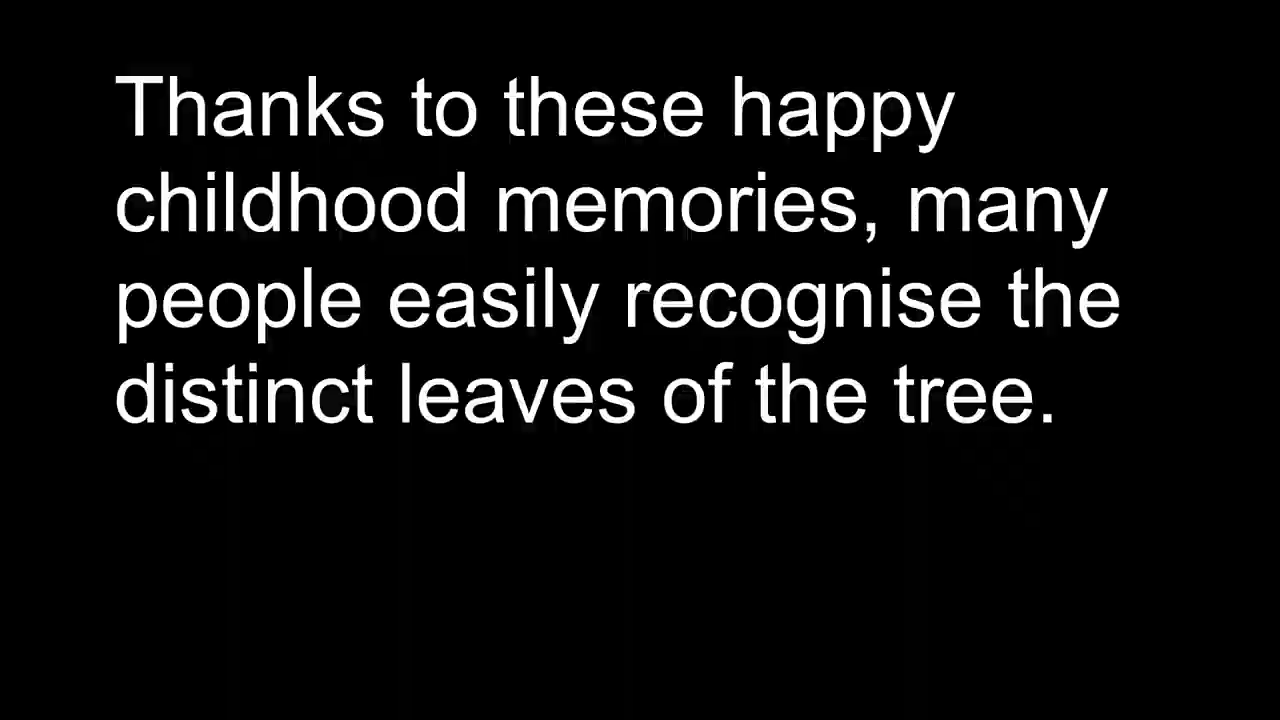 Thanks to these happy
childhood memories, many
people easily recognise the
distinct leaves of the tree.